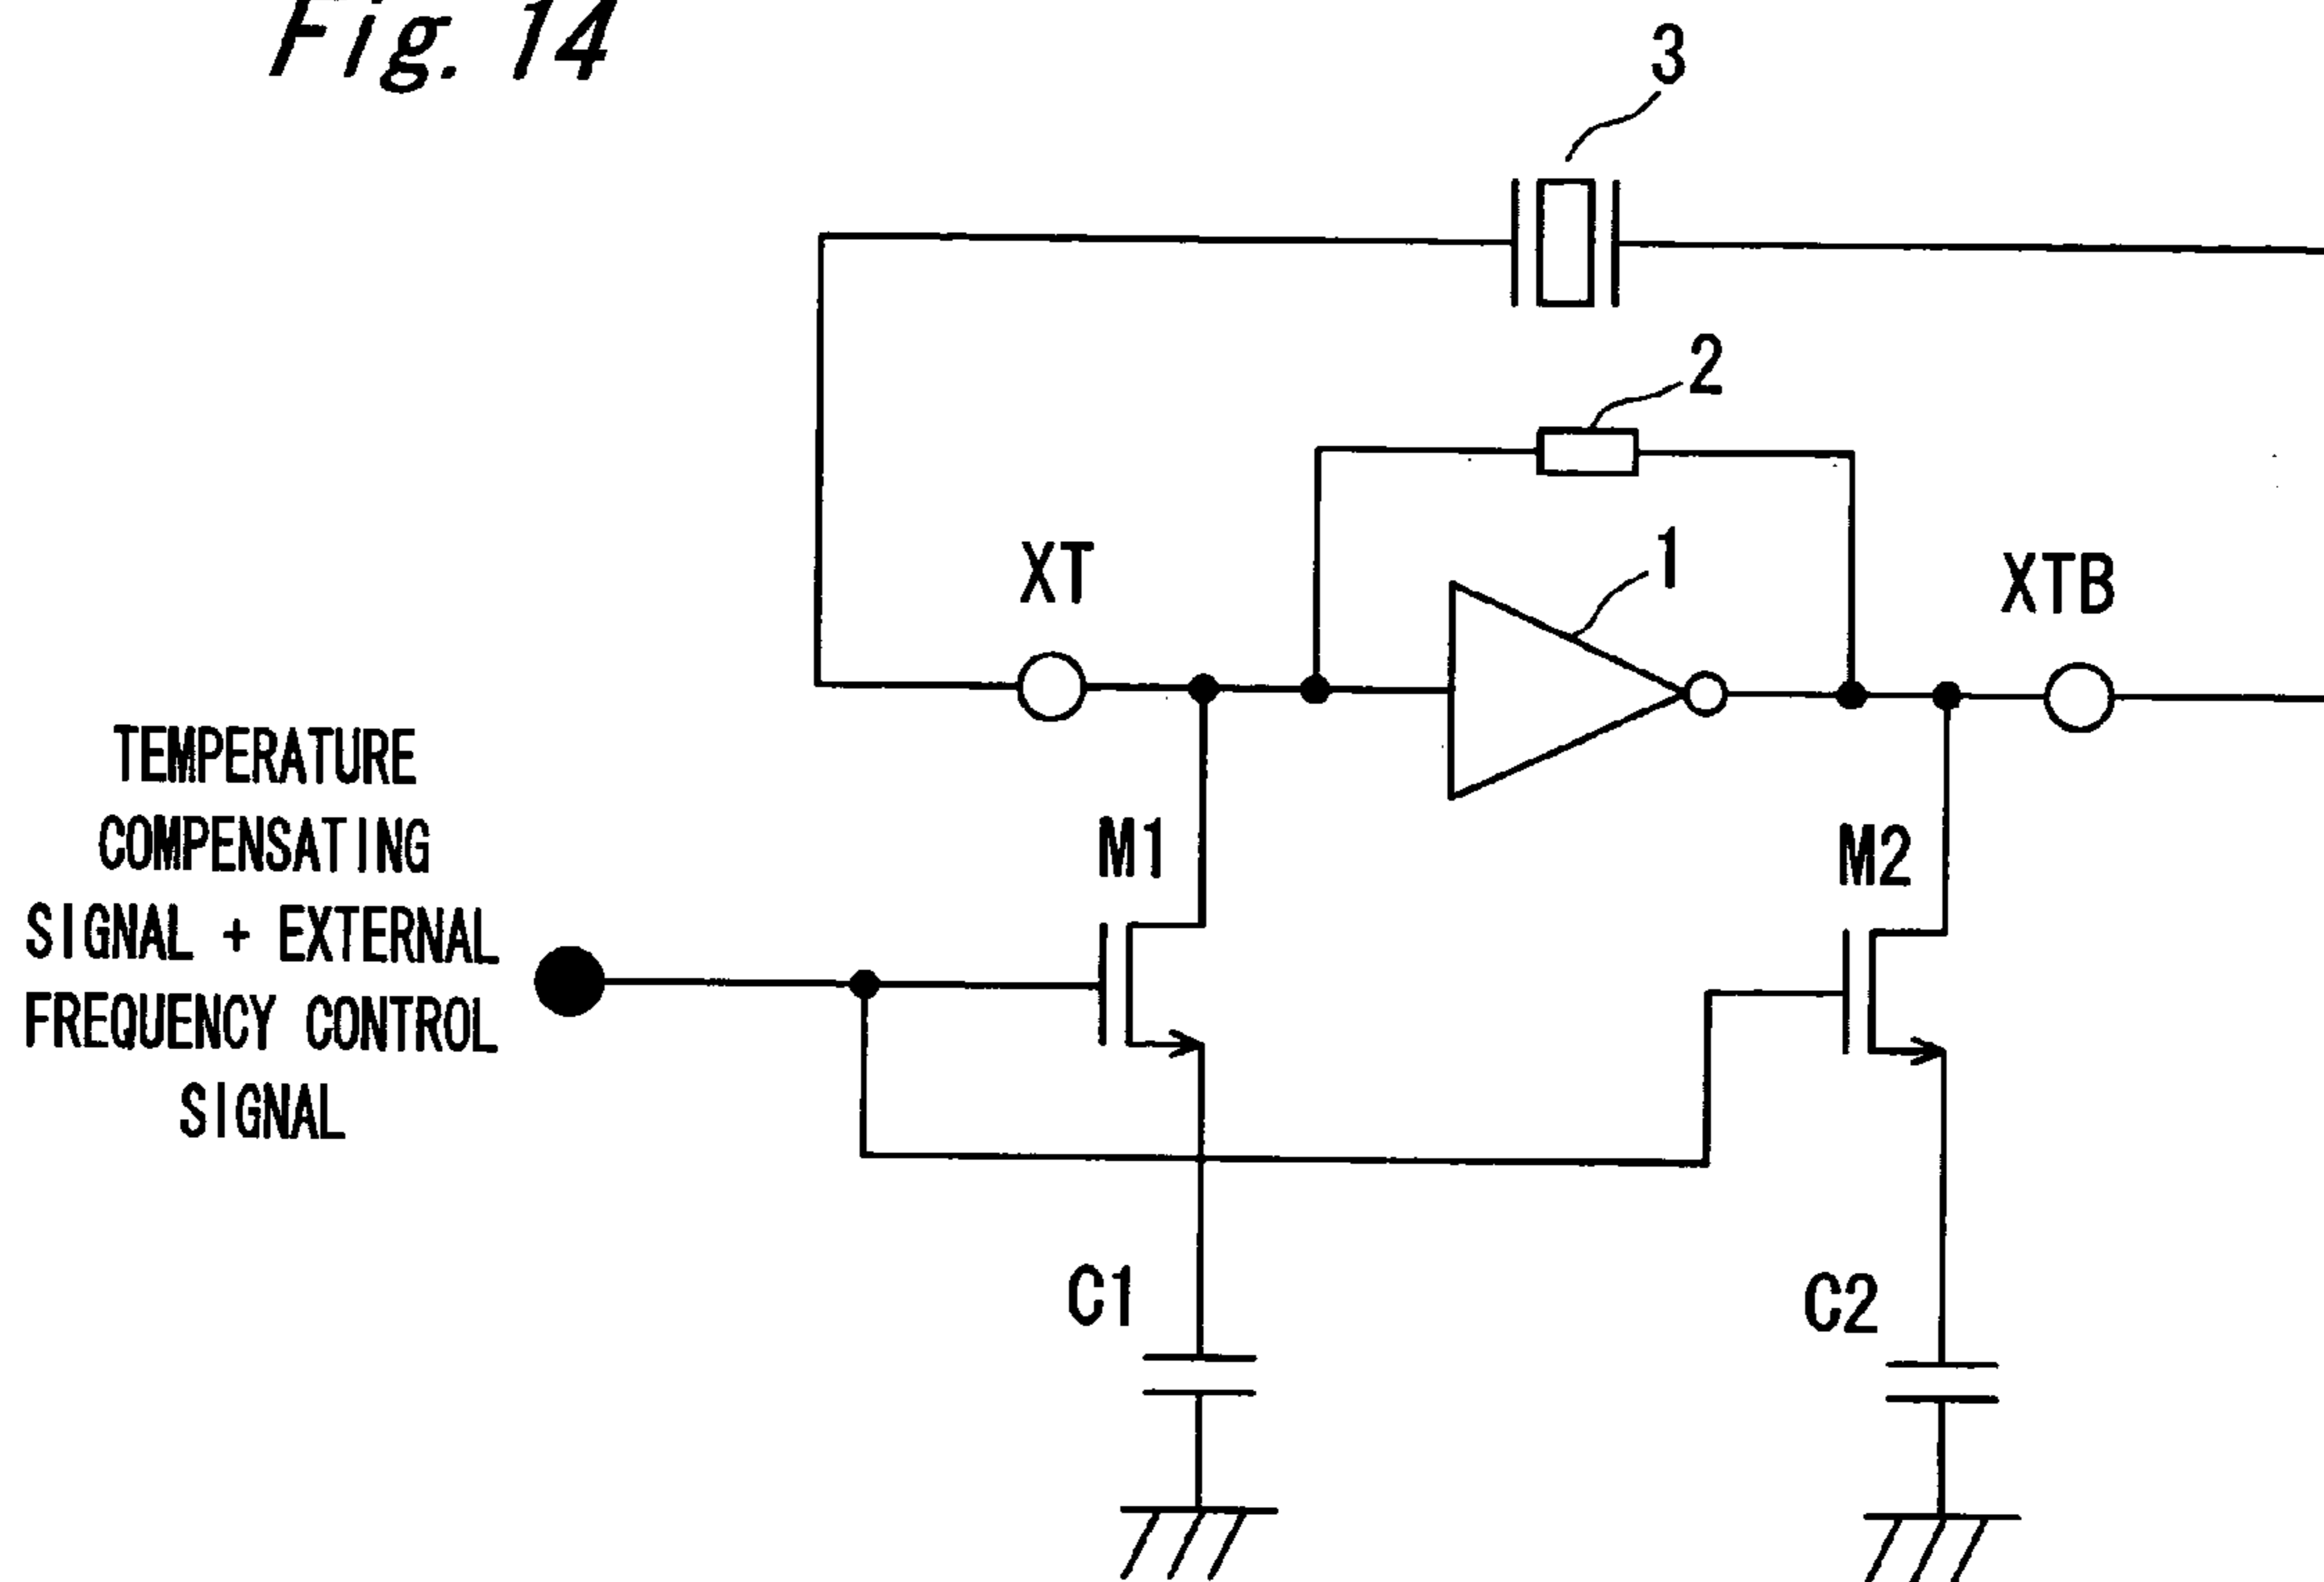 Fig. 14
3
2
1
XT
XTB
TEMPERATURE
COMPENSATING
SIGNAL + EXTERNAL
FREQUENCY CONTROL
SIGNAL
M1
M2
C1
C2